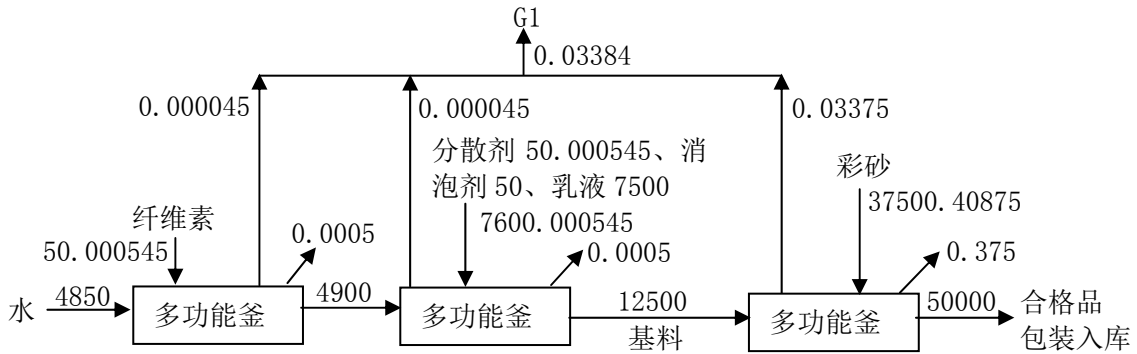 G1
0.03384
0.000045
0.000045
0.03375
分散剂 50.000545、消
泡剂 50、乳液 7500
彩砂
纤维素
0.0005
7600.000545
37500.40875
50.000545
0.0005
0.375
水
4850
多功能釜
4900
多功能釜
12500
基料
多功能釜
50000
合格品
包装入库